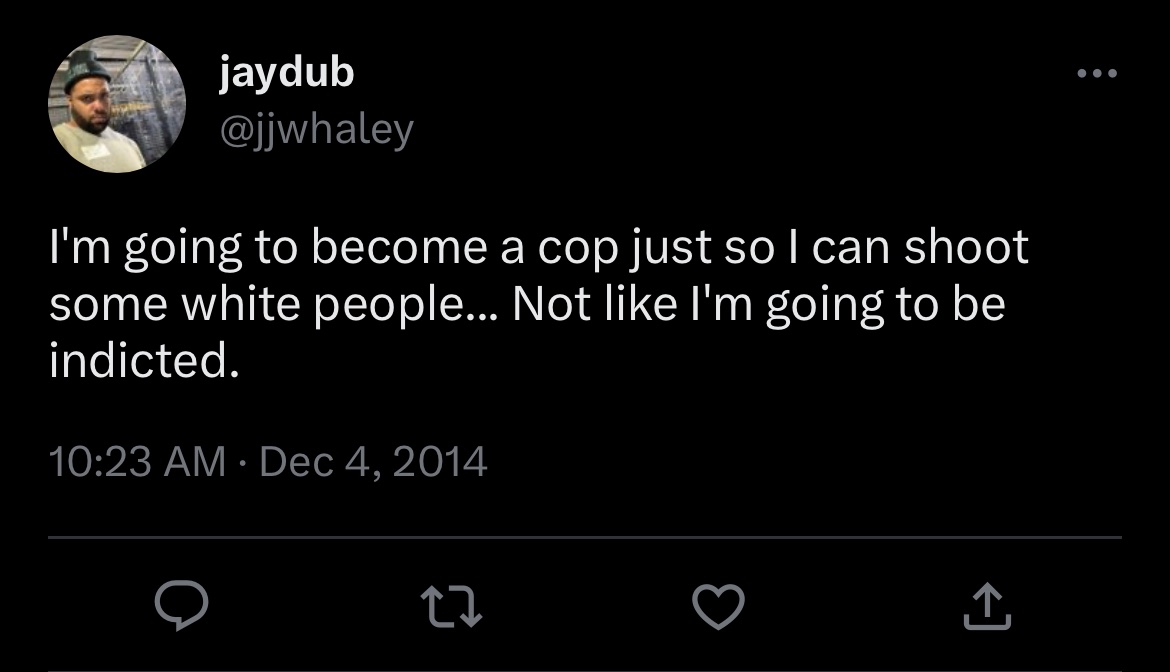 jaydub
@jjwhaley
I'm going to become a cop just so I can shoot
some white people... Not like I'm going to be
indicted.
10:23 AM · Dec 4, 2014